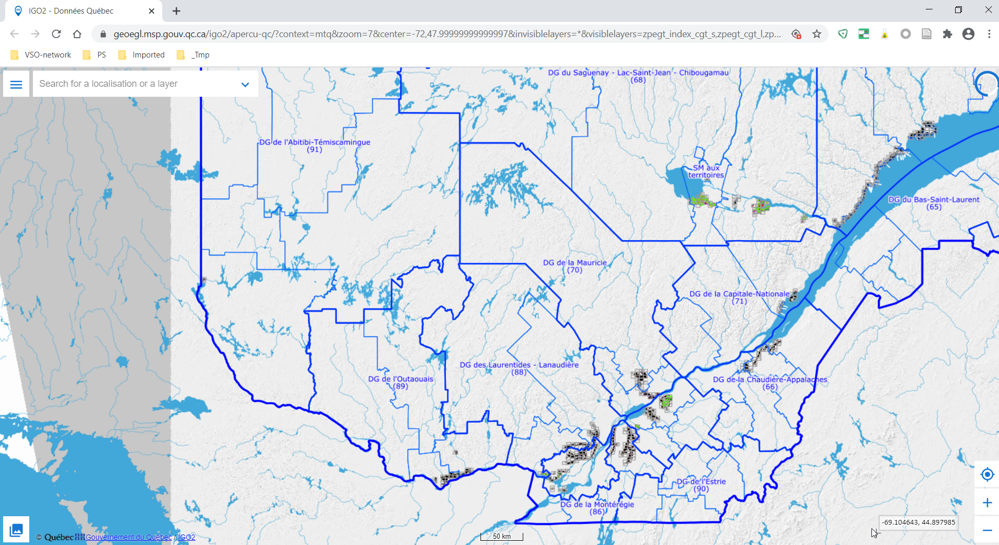 IGO2 - Données Québec
geoegl.msp.gouv.qc.ca/igo2/apercu-qc/?context=mtq&zoom=7&center=-72,47.99999999999997&invisiblelayers=*&visiblelayers=zpegt_index_cgt_s,zpegt_cgt_l,zp...
VSO-network
PS
Imported
_Tmp
Search for a localisation or a layer
DG du Saguenay - Lac-Saint-Jean - Chibougamau
(68)
DG de l'Abitibi-Témiscamingue
(91)
SM aux
territoires
DG du Bas-Saint-Laurent
(65)
DG de la Mauricie
(70)
DG de la Capitale-Nationale
(71)
DG des Laurentides - Lanaudière
(88)
DG de l'Outaouais
(89)
DG de la Chaudière-Appalaches
(66)
DG de l'Estrie
(90)
DG de la Montérégie
(86)
-69.104643, 44.897985
© Québec Gouvernement du Québec / IGO2
50 km